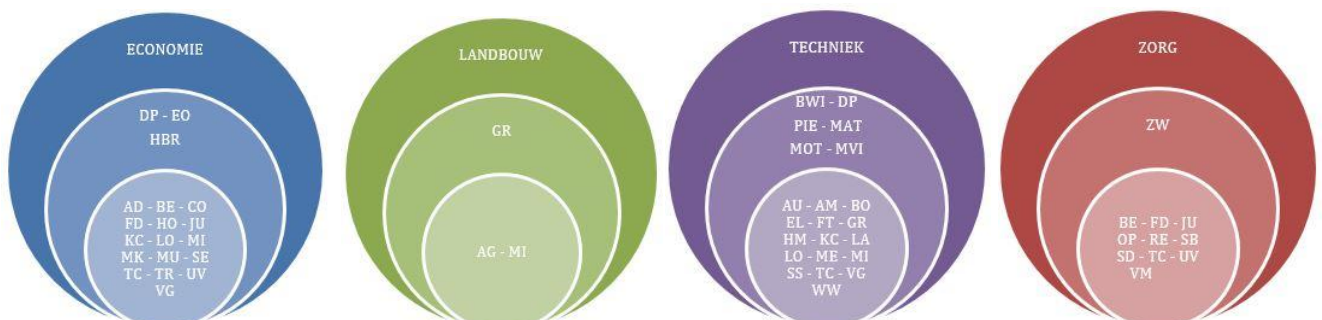 ECONOMIE
DP - EO
HBR
AD - BE - CO
FD - HO - JU
KC - LO - MI
MK - MU - SE
TC - TR - UV
VG
LANDBOUW
GR
AG - MI
TECHNIEK
BWI - DP
PIE - MAT
MOT - MVI
AU - AM - BO
EL - FT - GR
HM - KC - LA
LO - ME - MI
SS - TC - VG
WW
ZORG
ZW
BE - FD - JU
OP - RE - SB
SD - TC - UV
VM